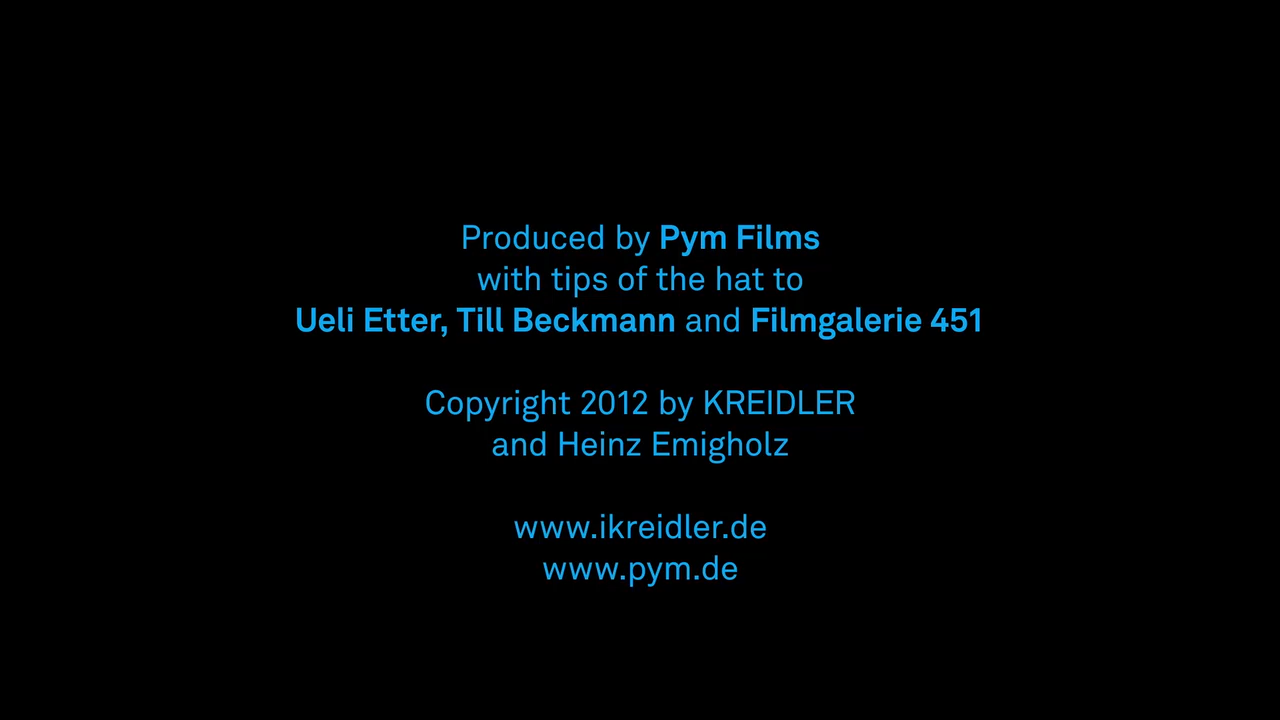 Produced by Pym Films
with tips of the hat to
Ueli Etter, Till Beckmann and Filmgalerie 451
Copyright 2012 by KREIDLER
and Heinz Emigholz
www.ikreidler.de
www.pym.de